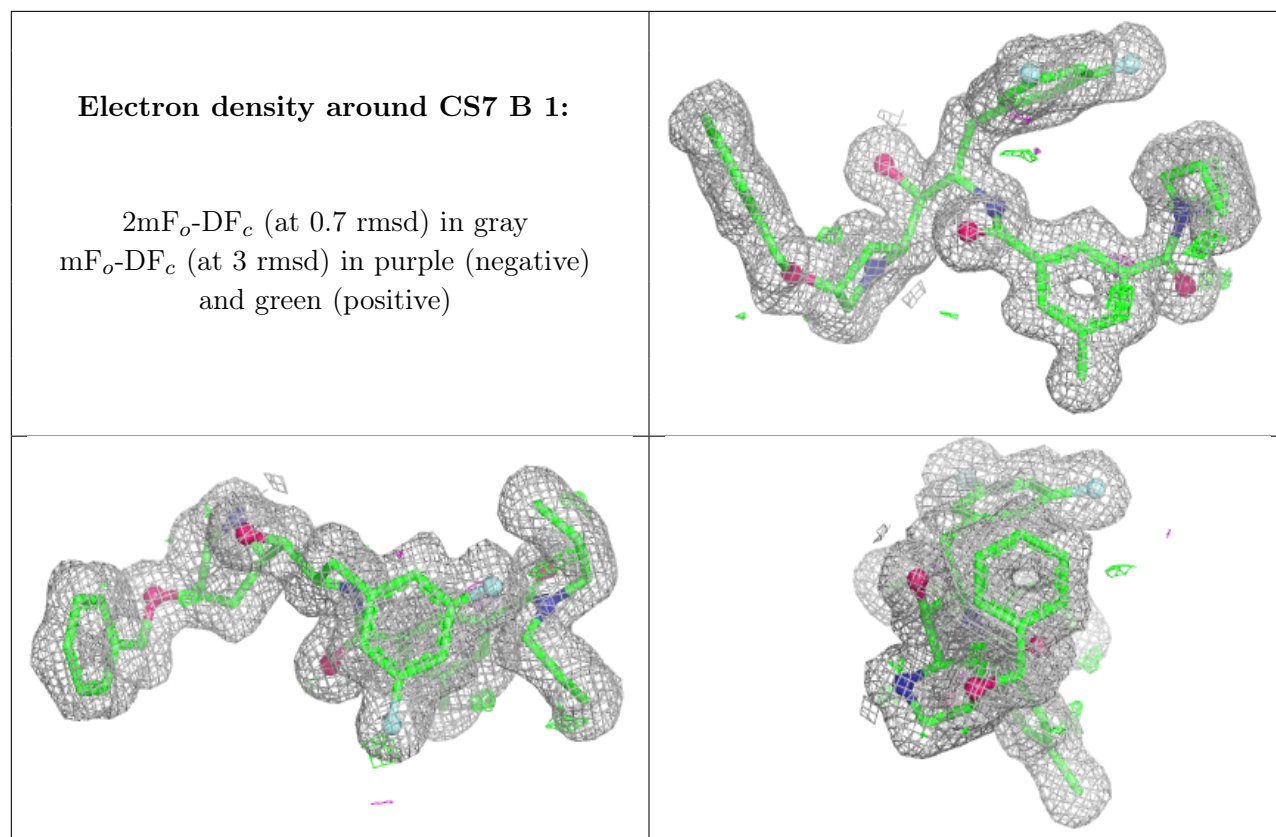 Electron density around CS7 B 1:
2mFₒ-DF𝒸 (at 0.7 rmsd) in gray
mFₒ-DF𝒸 (at 3 rmsd) in purple (negative)
and green (positive)